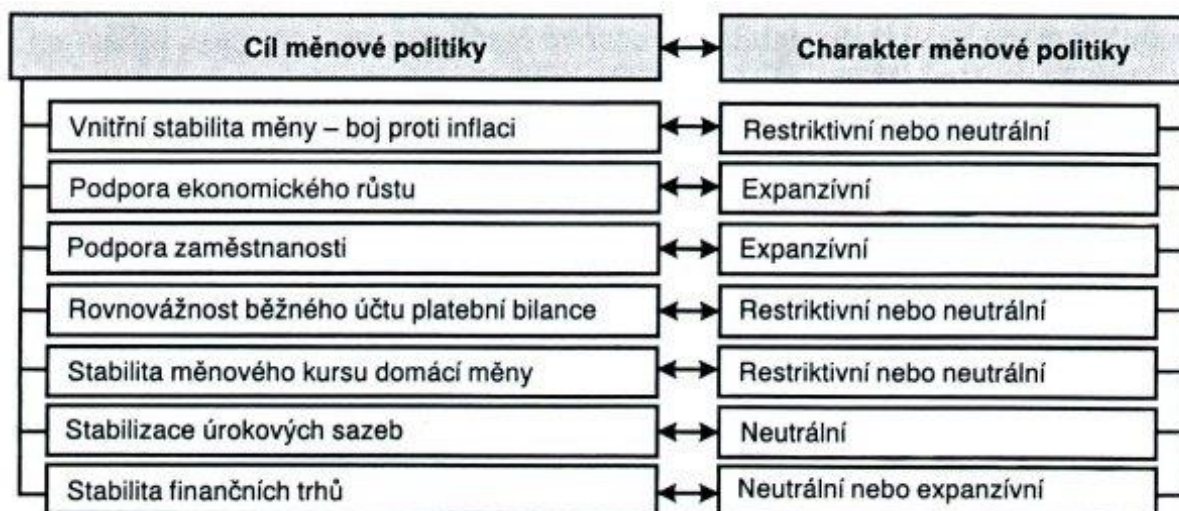 Cíl měnové politiky
Charakter měnové politiky
Vnitřní stabilita měny – boj proti inflaci
Restriktivní nebo neutrální
Podpora ekonomického růstu
Expanzívní
Podpora zaměstnanosti
Expanzívní
Rovnovážnost běžného účtu platební bilance
Restriktivní nebo neutrální
Stabilita měnového kursu domácí měny
Restriktivní nebo neutrální
Stabilizace úrokových sazeb
Neutrální
Stabilita finančních trhů
Neutrální nebo expanzívní